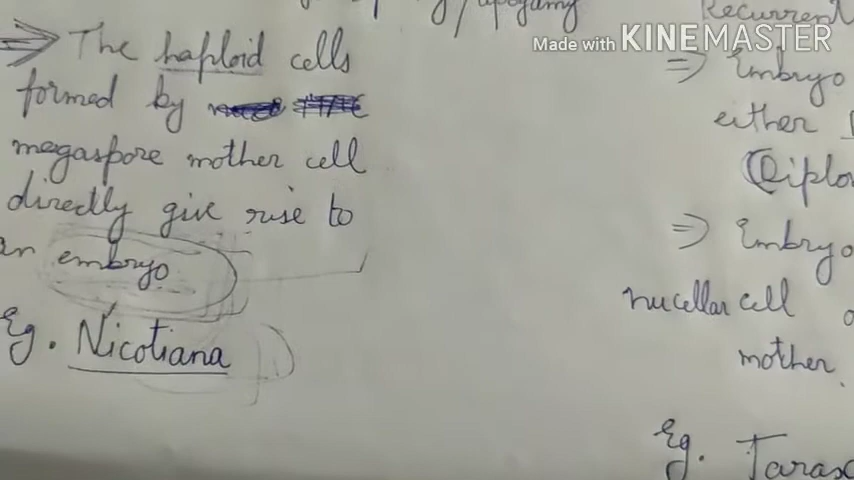 Recurrent
Made with KINEMASTER
⇒ The haploid cells
formed by
megaspore mother cell
directly give rise to
an embryo
Eg. Nicotiana
⇒ Embryo
either
⇒ Embryo
nucellar cell
mother.
Eg.